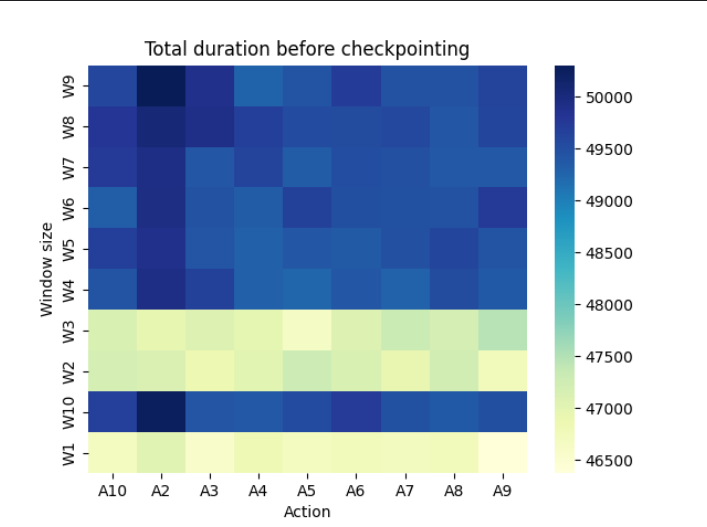 Total duration before checkpointing
W9
W8
W7
W6
W5
W4
W3
W2
W10
W1
Window size
A10 A2 A3 A4 A5 A6 A7 A8 A9
Action
50000
49500
49000
48500
48000
47500
47000
46500